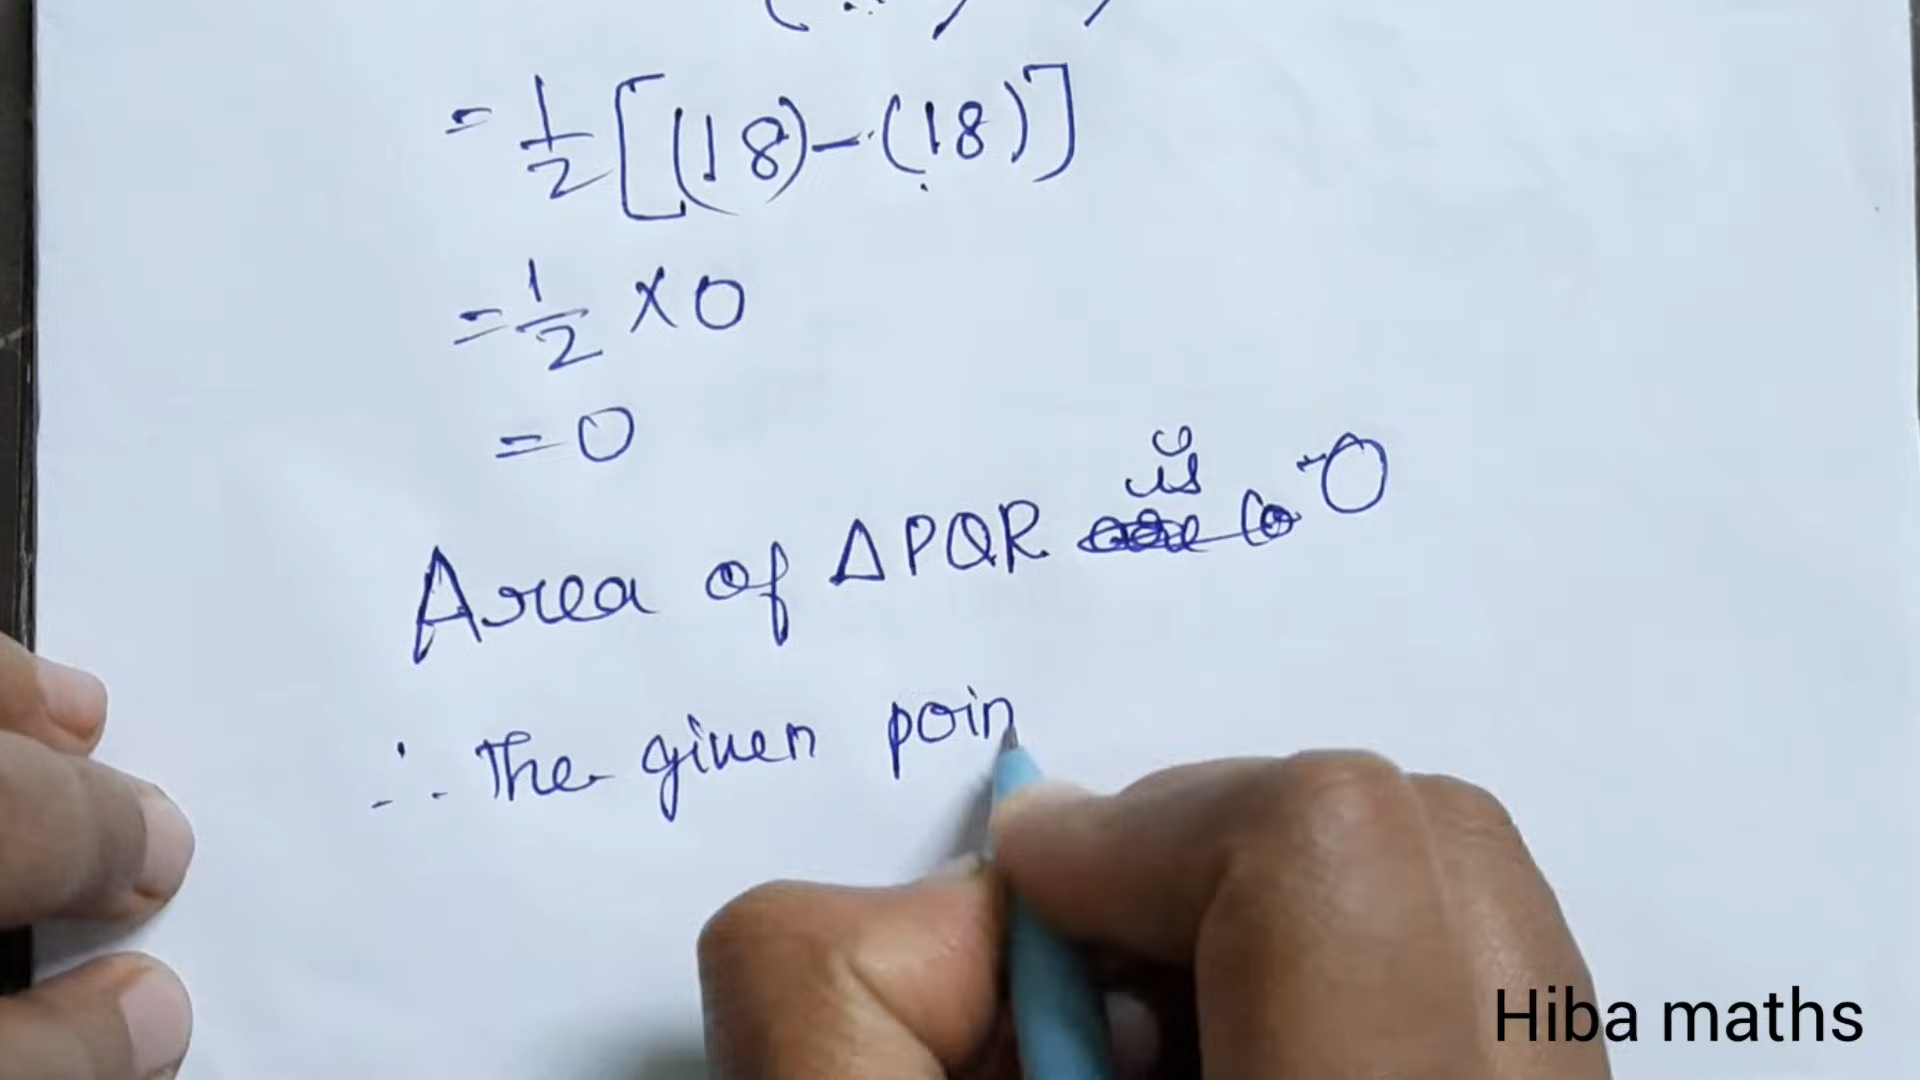 = 1/2 [(18) - (18)]
= 1/2 × 0
= 0
Area of ΔPQR is 0
∴ The given poin
Hiba maths